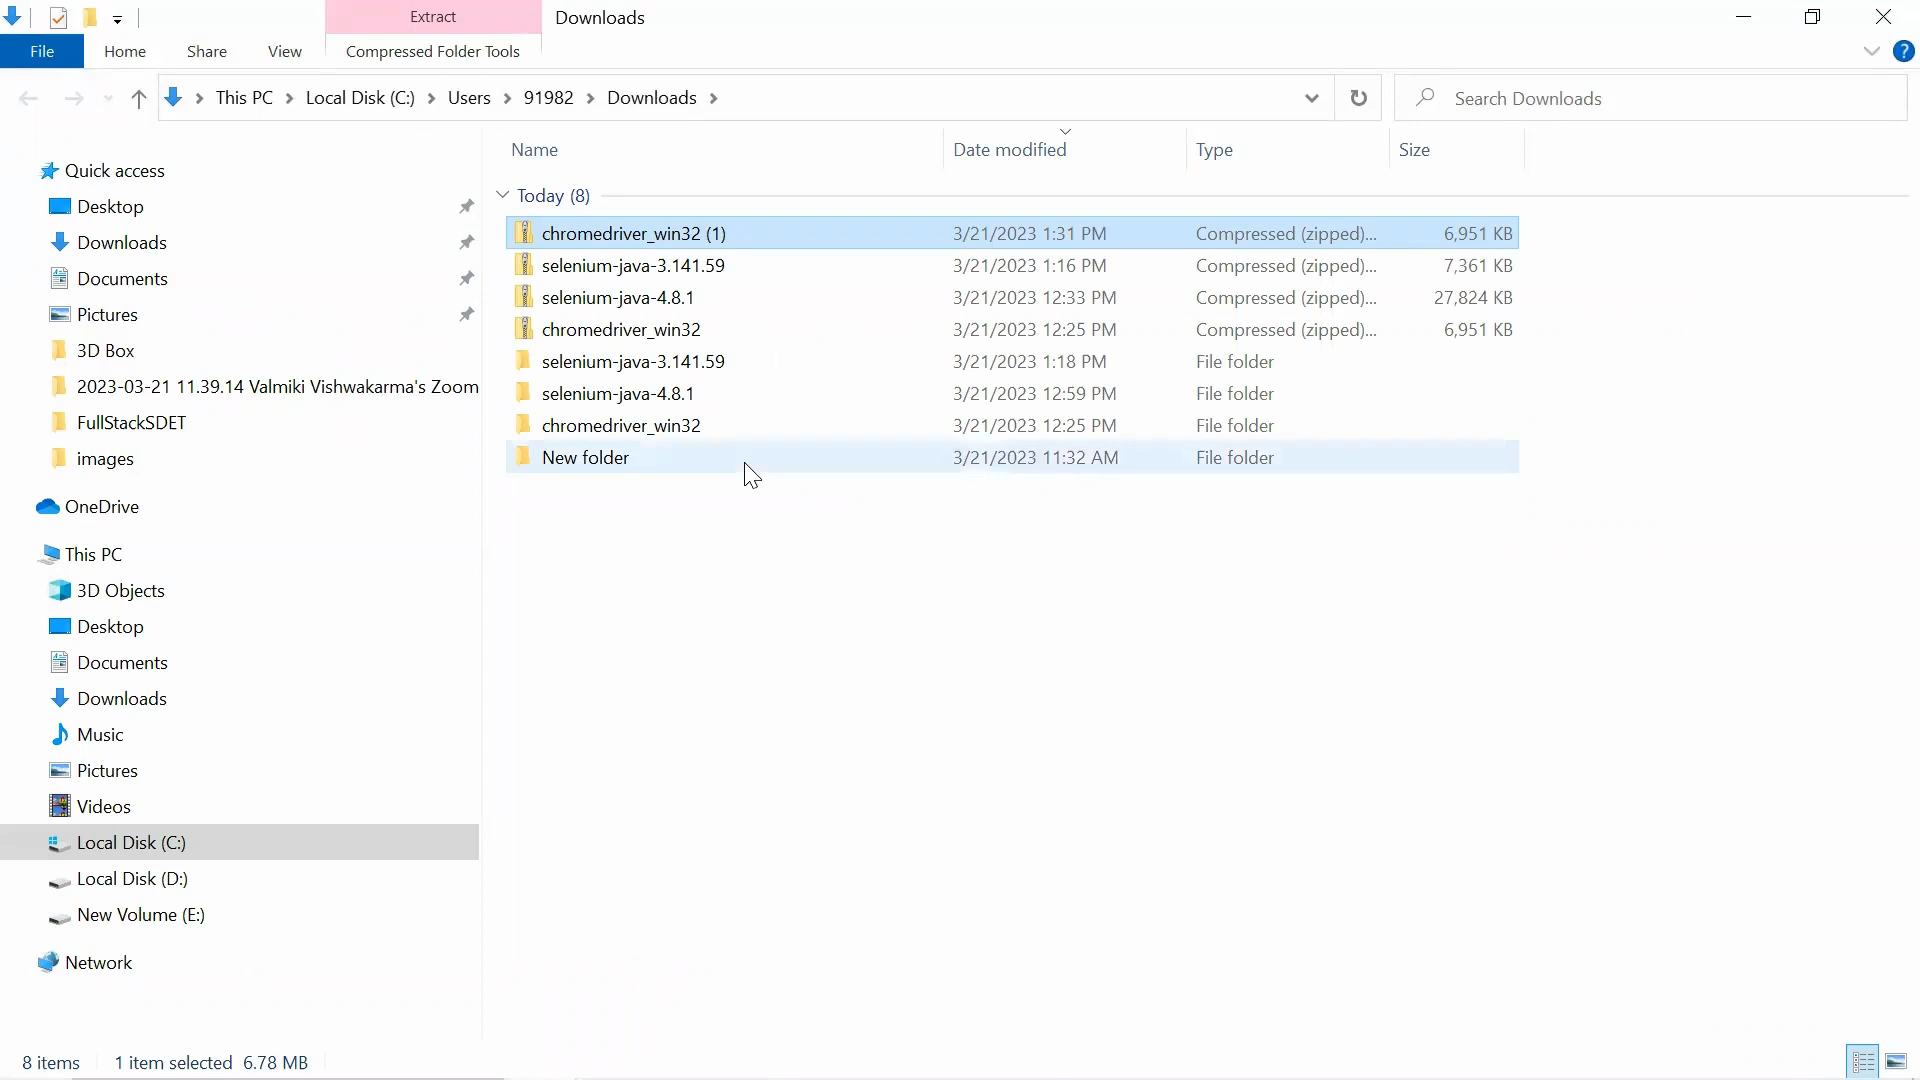 Extract
Downloads
File
Home
Share
View
Compressed Folder Tools
?
This PC
Local Disk (C:)
Users
91982
Downloads
Search Downloads
Name
Date modified
Type
Size
Quick access
Desktop
Downloads
Documents
Pictures
3D Box
2023-03-21 11.39.14 Valmiki Vishwakarma's Zoom
FullStackSDET
images
OneDrive
This PC
3D Objects
Desktop
Documents
Downloads
Music
Pictures
Videos
Local Disk (C:)
Local Disk (D:)
New Volume (E:)
Network
Today (8)
chromedriver_win32 (1) 3/21/2023 1:31 PM Compressed (zipped)... 6,951 KB
selenium-java-3.141.59 3/21/2023 1:16 PM Compressed (zipped)... 7,361 KB
selenium-java-4.8.1 3/21/2023 12:33 PM Compressed (zipped)... 27,824 KB
chromedriver_win32 3/21/2023 12:25 PM Compressed (zipped)... 6,951 KB
selenium-java-3.141.59 3/21/2023 1:18 PM File folder
selenium-java-4.8.1 3/21/2023 12:59 PM File folder
chromedriver_win32 3/21/2023 12:25 PM File folder
New folder 3/21/2023 11:32 AM File folder
8 items 1 item selected 6.78 MB